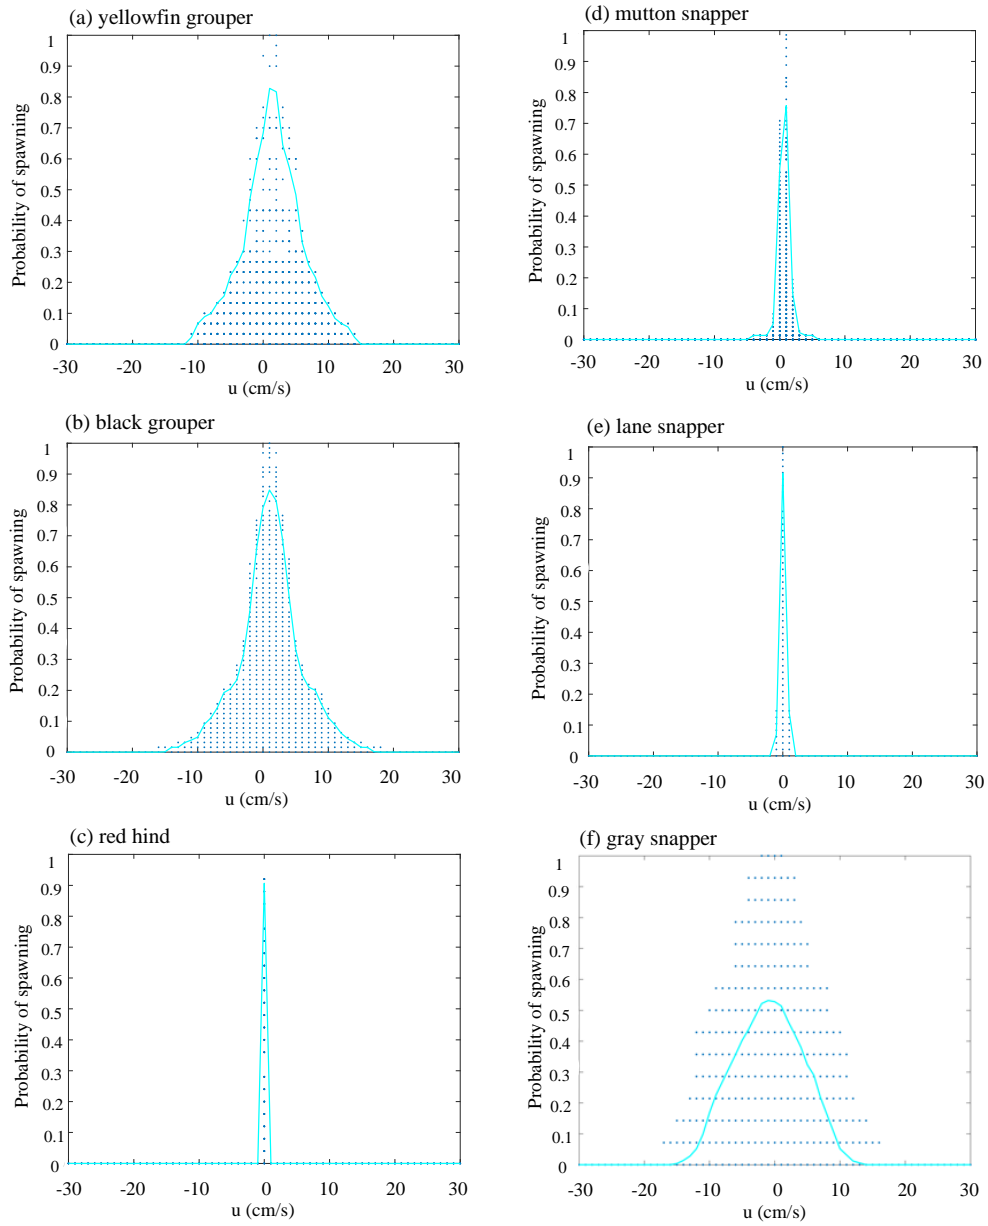 (a) yellowfin grouper
Probability of spawning
1
0.9
0.8
0.7
0.6
0.5
0.4
0.3
0.2
0.1
0
-30 -20 -10 0 10 20 30
u (cm/s)
(b) black grouper
Probability of spawning
1
0.9
0.8
0.7
0.6
0.5
0.4
0.3
0.2
0.1
0
-30 -20 -10 0 10 20 30
u (cm/s)
(c) red hind
Probability of spawning
1
0.9
0.8
0.7
0.6
0.5
0.4
0.3
0.2
0.1
0
-30 -20 -10 0 10 20 30
u (cm/s)
(d) mutton snapper
Probability of spawning
1
0.9
0.8
0.7
0.6
0.5
0.4
0.3
0.2
0.1
0
-30 -20 -10 0 10 20 30
u (cm/s)
(e) lane snapper
Probability of spawning
1
0.9
0.8
0.7
0.6
0.5
0.4
0.3
0.2
0.1
0
-30 -20 -10 0 10 20 30
u (cm/s)
(f) gray snapper
Probability of spawning
1
0.9
0.8
0.7
0.6
0.5
0.4
0.3
0.2
0.1
0
-30 -20 -10 0 10 20 30
u (cm/s)